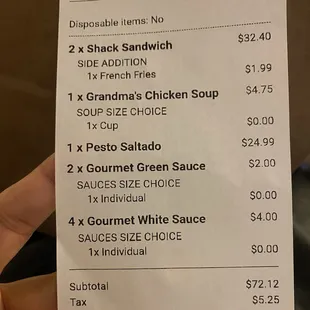 Disposable items: No
2 x Shack Sandwich $32.40
SIDE ADDITION
1x French Fries $1.99
1 x Grandma's Chicken Soup $4.75
SOUP SIZE CHOICE
1x Cup $0.00
1 x Pesto Saltado $24.99
2 x Gourmet Green Sauce $2.00
SAUCES SIZE CHOICE
1x Individual $0.00
4 x Gourmet White Sauce $4.00
SAUCES SIZE CHOICE
1x Individual $0.00
Subtotal $72.12
Tax $5.25